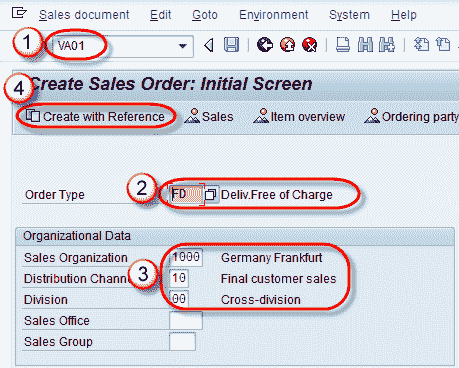 Sales document Edit Goto Environment System Help
1 VA01
Create Sales Order: Initial Screen
4
Create with Reference Sales Item overview Ordering party
Order Type 2 FD Deliv.Free of Charge
Organizational Data
Sales Organization 1000 Germany Frankfurt
Distribution Chann 3 10 Final customer sales
Division 00 Cross-division
Sales Office
Sales Group